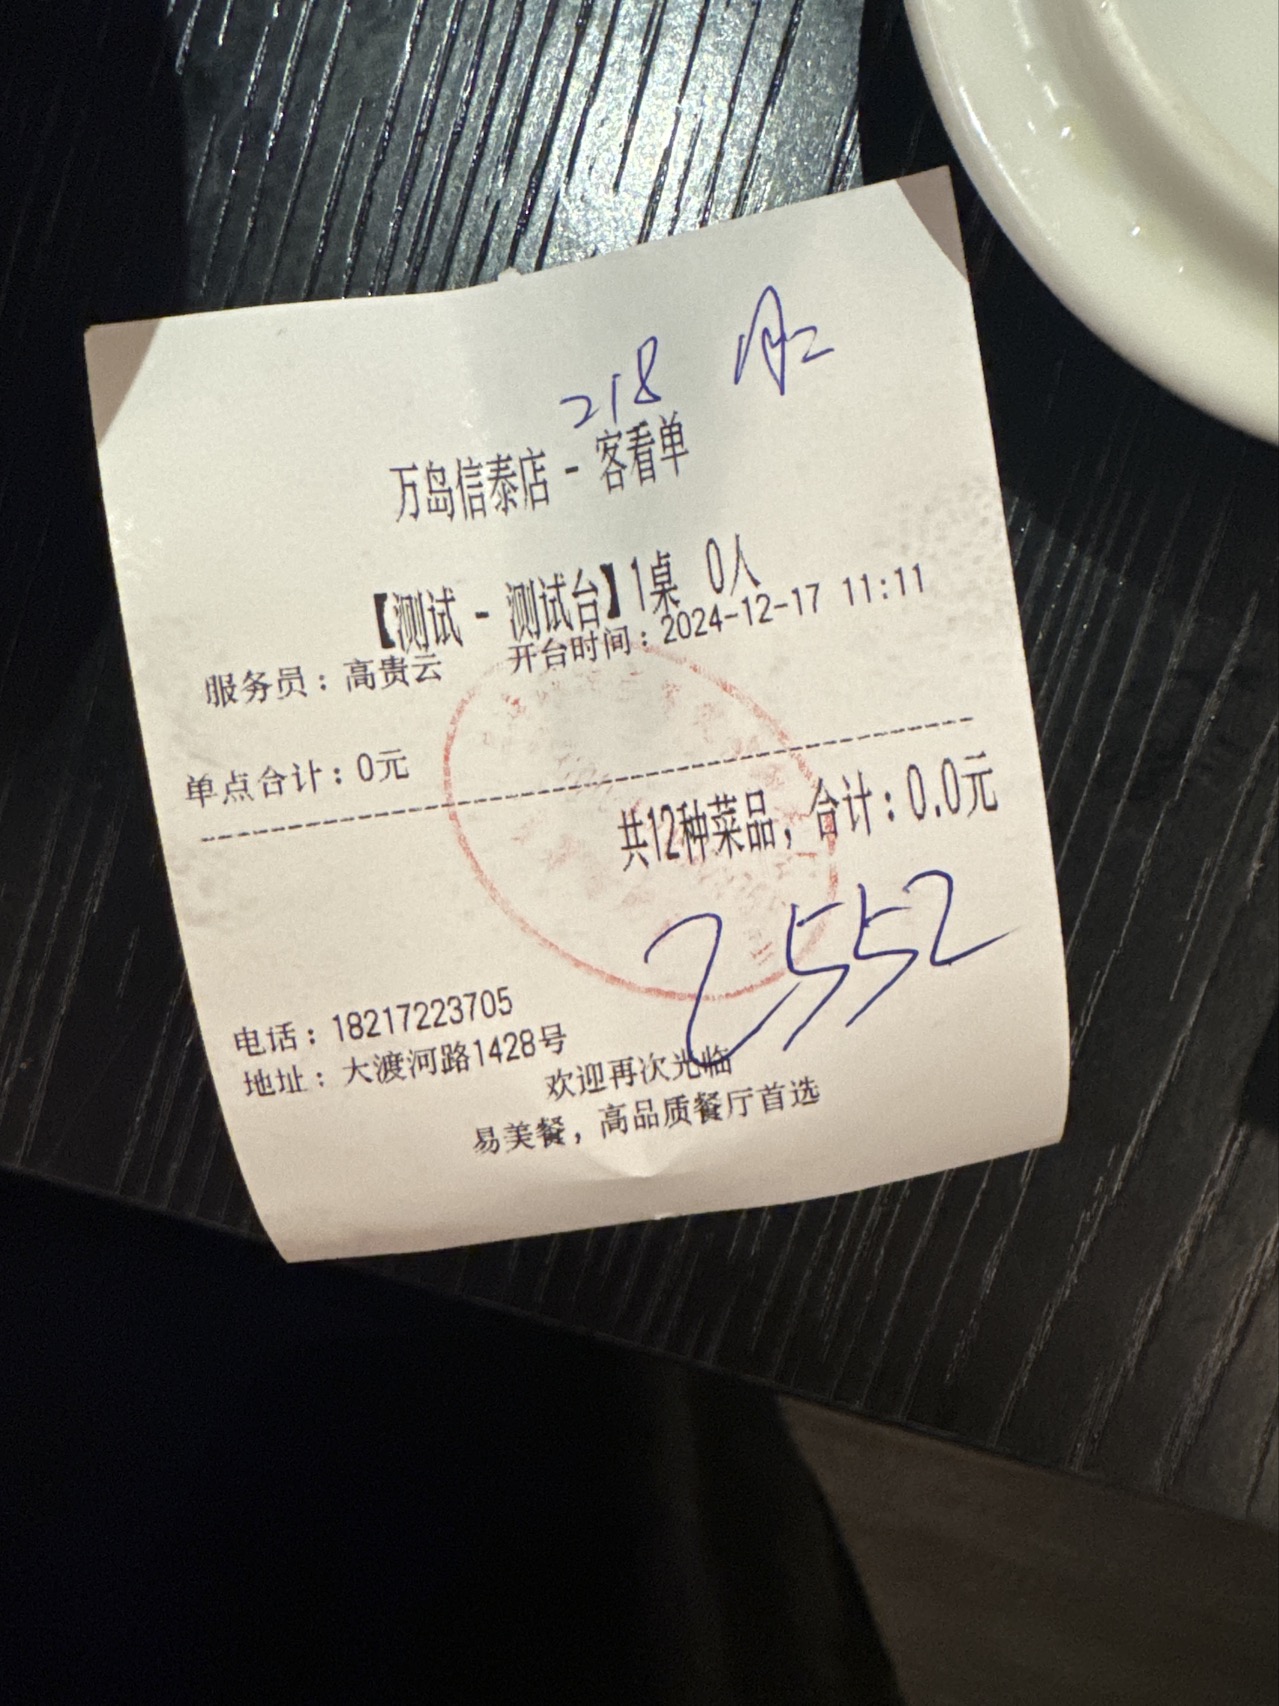 218
万岛信泰店 - 客看单
【测试 - 测试台】1桌 0人
服务员：高贵云 开台时间：2024-12-17 11:11
单点合计：0元
共12种菜品，合计：0.0元
2552
电话：18217223705
地址：大渡河路1428号
欢迎再次光临
易美餐，高品质餐厅首选